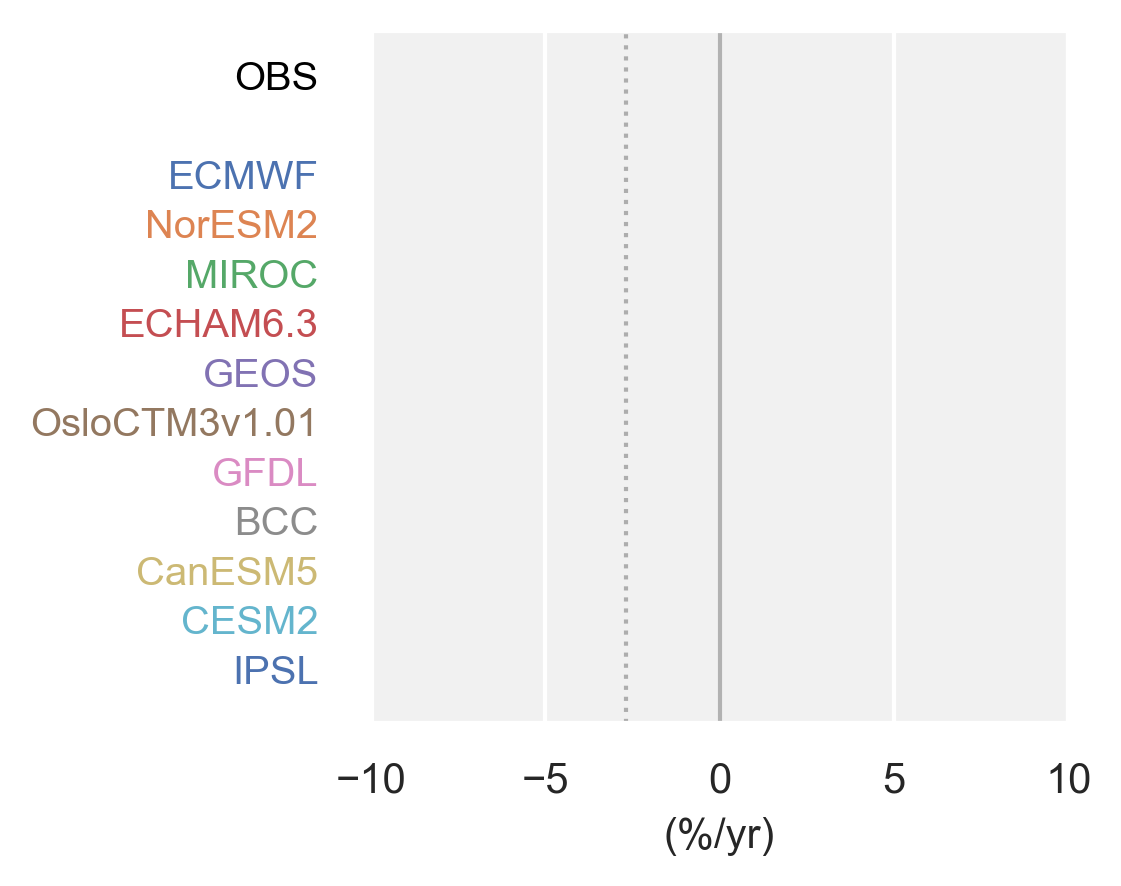 OBS
ECMWF
NorESM2
MIROC
ECHAM6.3
GEOS
OsloCTM3v1.01
GFDL
BCC
CanESM5
CESM2
IPSL
−10 −5 0 5 10
(%/yr)